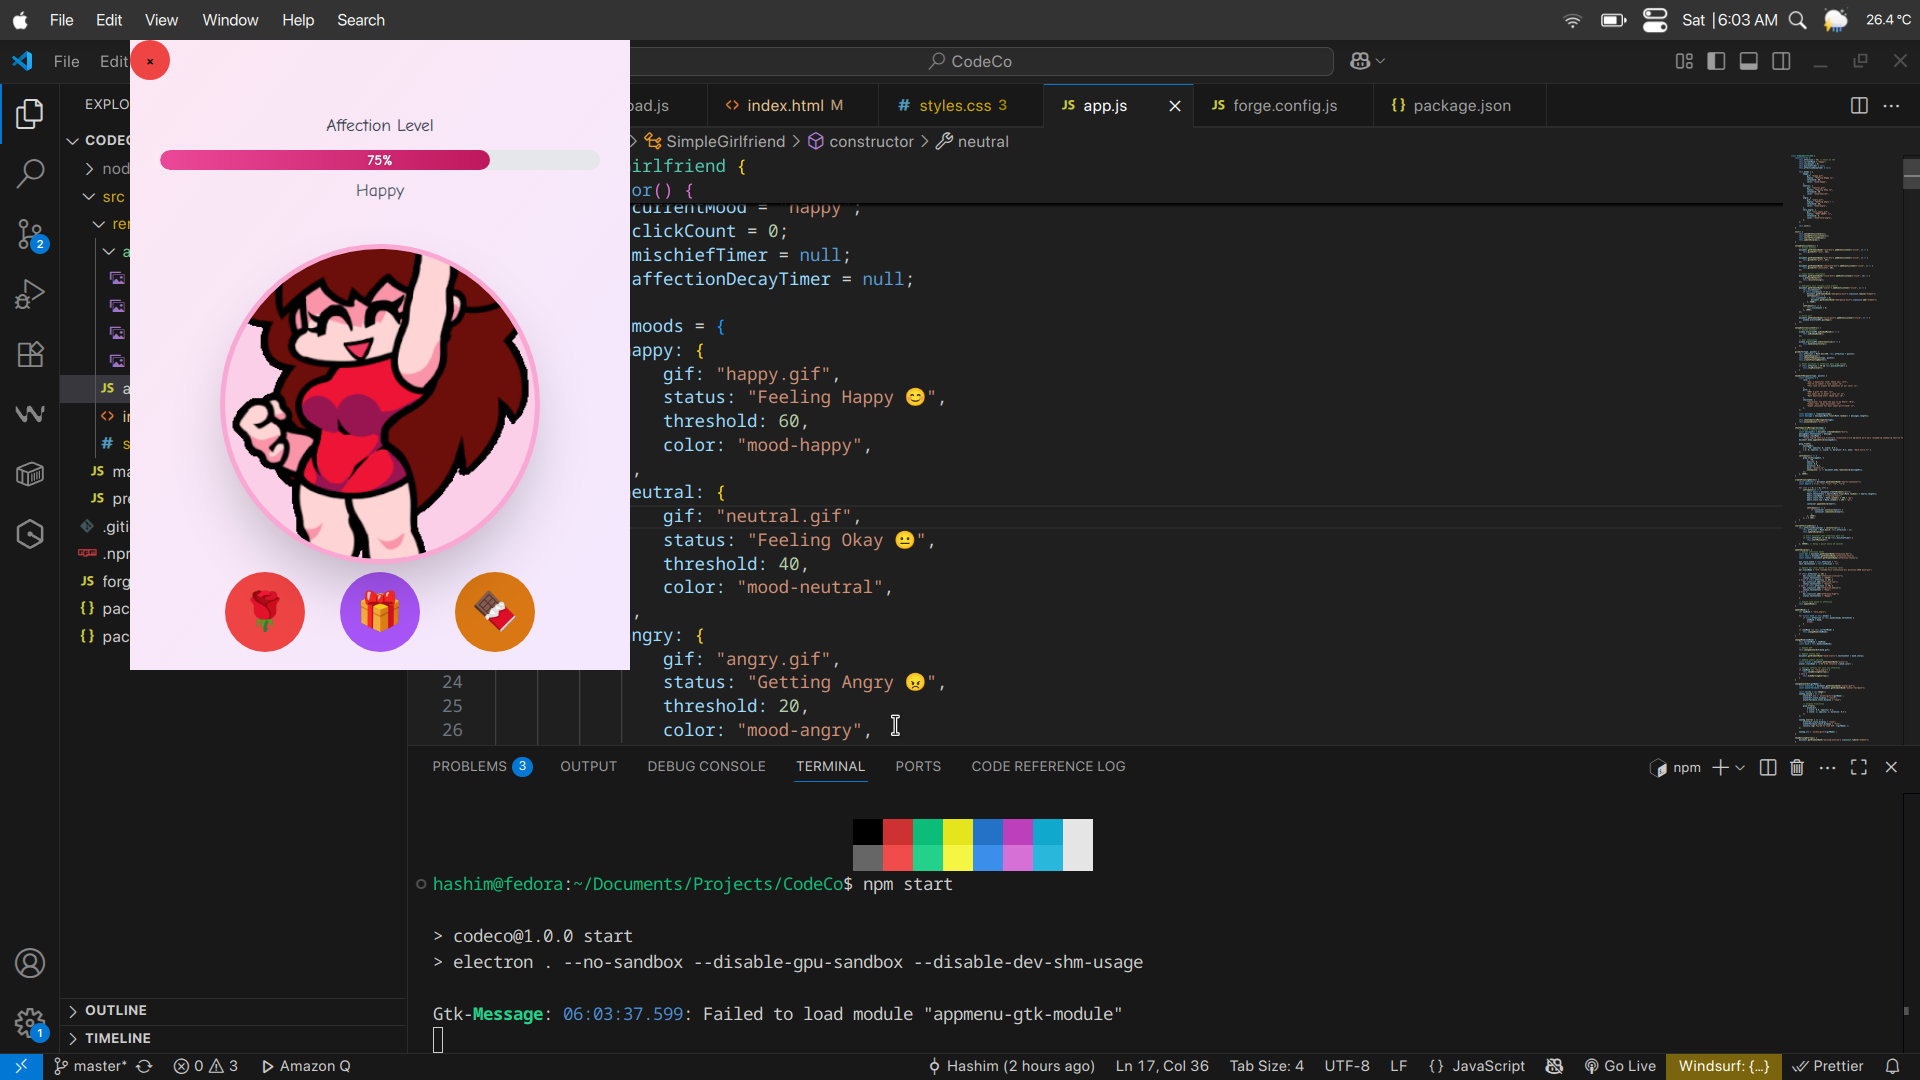 File Edit View Window Help Search
Sat | 6:03 AM 26.4 °C
File Edit
CodeCo
EXPLO
oad.js
index.html M
styles.css 3
JS app.js
JS forge.config.js
{} package.json
SimpleGirlfriend > constructor > neutral
CODEC
nod
src
ren
a
JS a
<> in
# s
JS ma
JS pre
.giti
.npr
JS forg
{} pac
{} pac
×
Affection Level
75%
Happy
irlfriend {
or() {
currentMood = "happy";
clickCount = 0;
mischiefTimer = null;
affectionDecayTimer = null;
moods = {
appy: {
gif: "happy.gif",
status: "Feeling Happy 😊",
threshold: 60,
color: "mood-happy",
,
eutral: {
gif: "neutral.gif",
status: "Feeling Okay 😐",
threshold: 40,
color: "mood-neutral",
,
ngry: {
gif: "angry.gif",
24 status: "Getting Angry 😠",
25 threshold: 20,
26 color: "mood-angry",
PROBLEMS 3 OUTPUT DEBUG CONSOLE TERMINAL PORTS CODE REFERENCE LOG
npm
hashim@fedora:~/Documents/Projects/CodeCo$ npm start
> codeco@1.0.0 start
> electron . --no-sandbox --disable-gpu-sandbox --disable-dev-shm-usage
Gtk-Message: 06:03:37.599: Failed to load module "appmenu-gtk-module"
2
1
OUTLINE
TIMELINE
master* 0 3 Amazon Q
Hashim (2 hours ago) Ln 17, Col 36 Tab Size: 4 UTF-8 LF {} JavaScript Go Live Windsurf: {...} Prettier